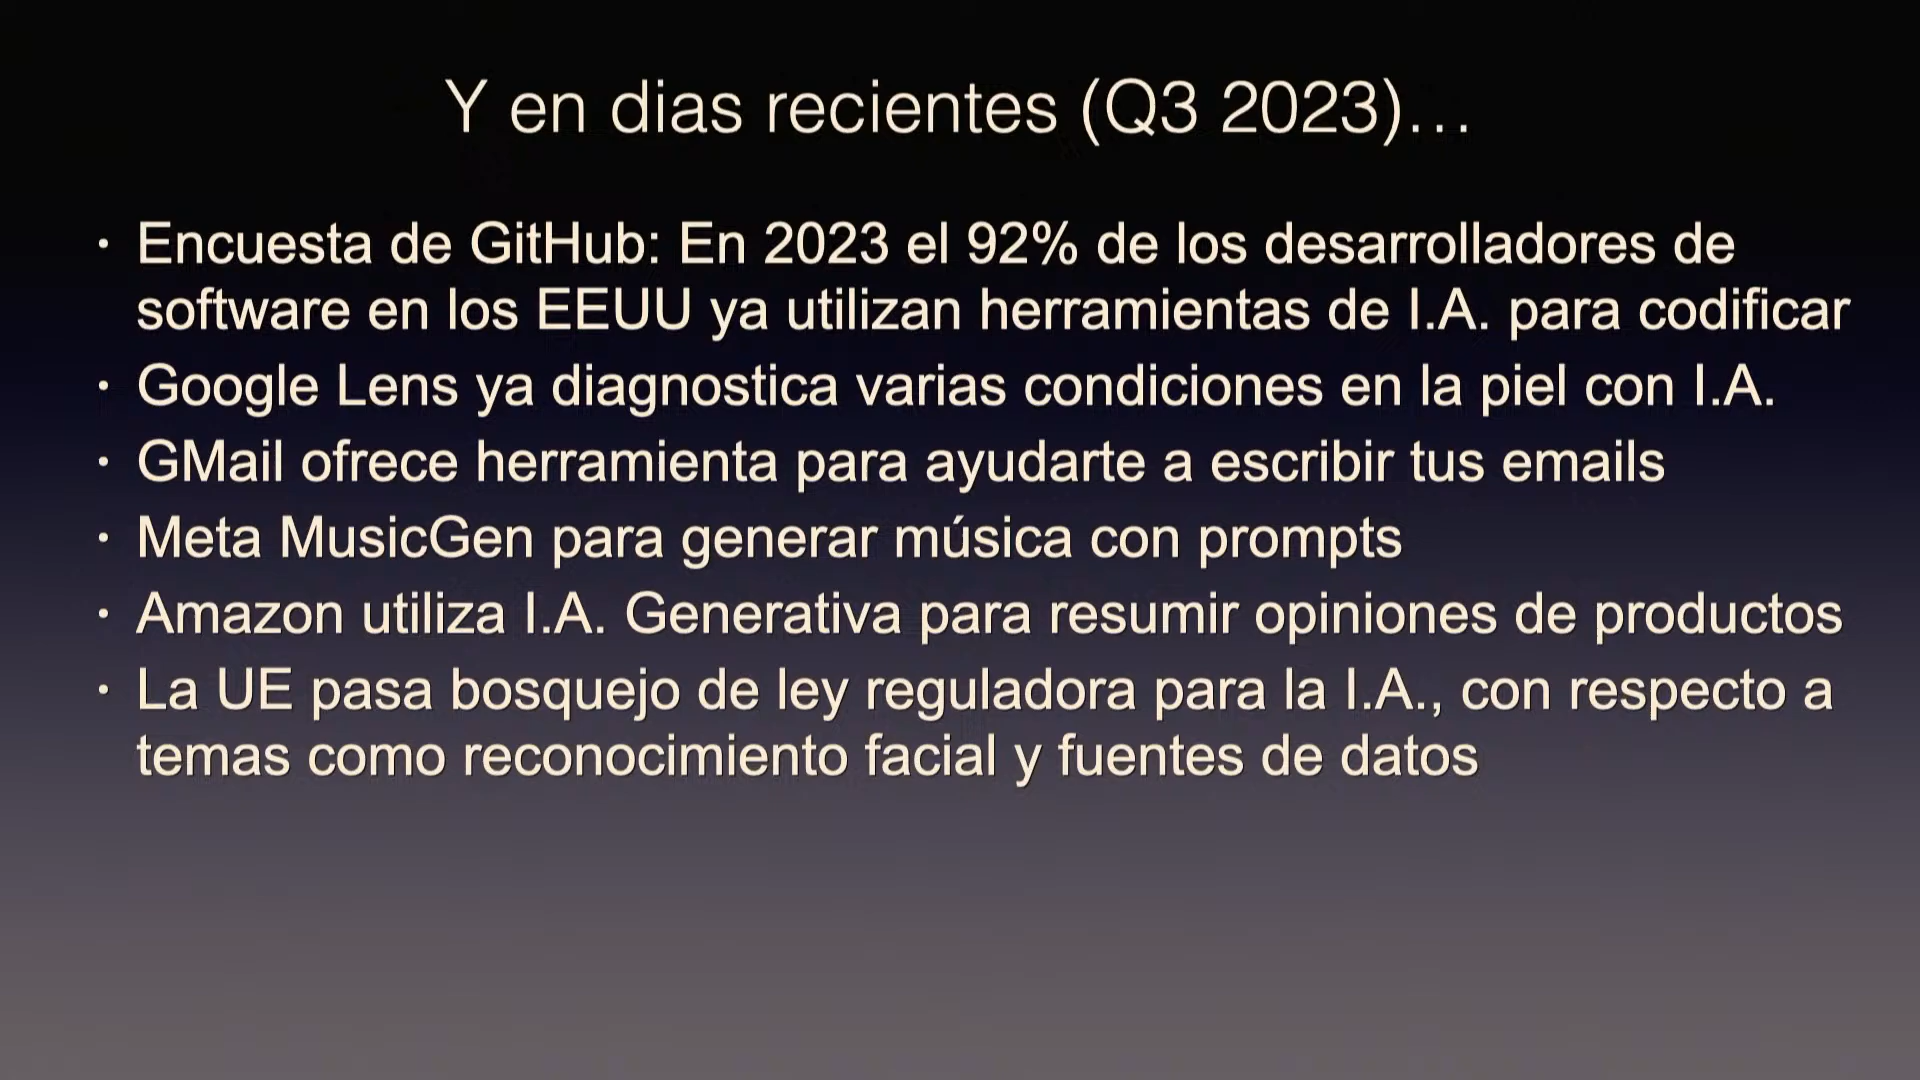 Y en dias recientes (Q3 2023)…
· Encuesta de GitHub: En 2023 el 92% de los desarrolladores de
software en los EEUU ya utilizan herramientas de I.A. para codificar
· Google Lens ya diagnostica varias condiciones en la piel con I.A.
· GMail ofrece herramienta para ayudarte a escribir tus emails
· Meta MusicGen para generar música con prompts
· Amazon utiliza I.A. Generativa para resumir opiniones de productos
· La UE pasa bosquejo de ley reguladora para la I.A., con respecto a
temas como reconocimiento facial y fuentes de datos